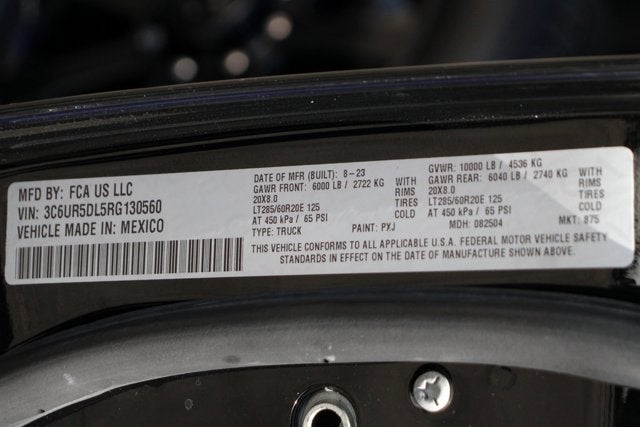 MFD BY: FCA US LLC
VIN: 3C6UR5DL5RG130560
VEHICLE MADE IN: MEXICO
DATE OF MFR (BUILT): 8-23
GAWR FRONT: 6000 LB / 2722 KG WITH
20X8.0 RIMS
LT285/60R20E 125 TIRES
AT 450 kPa / 65 PSI COLD
TYPE: TRUCK
PAINT: PXJ
GVWR: 10000 LB / 4536 KG
GAWR REAR: 6040 LB / 2740 KG WITH
20X8.0 RIMS
LT285/60R20E 125 TIRES
AT 450 kPa / 65 PSI COLD
MDH: 082504
MKT: 875
THIS VEHICLE CONFORMS TO ALL APPLICABLE U.S.A. FEDERAL MOTOR VEHICLE SAFETY
STANDARDS IN EFFECT ON THE DATE OF MANUFACTURE SHOWN ABOVE.